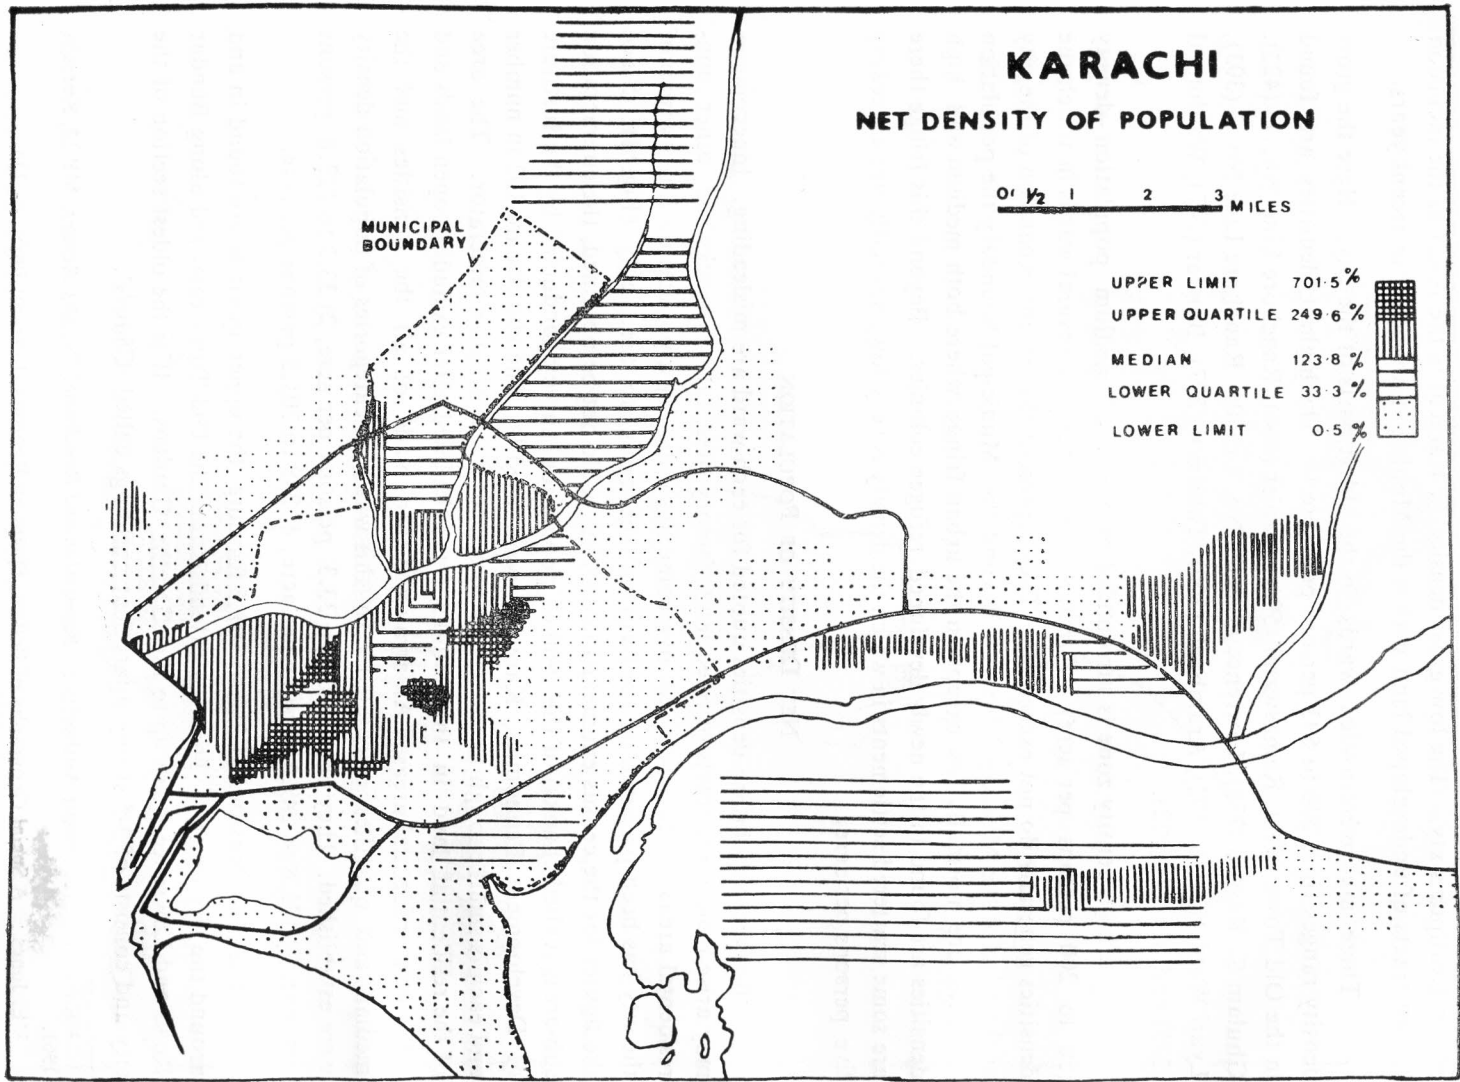 KARACHI
NET DENSITY OF POPULATION
0 ½ 1 2 3 MILES
MUNICIPAL
BOUNDARY
UPPER LIMIT 701·5 %
UPPER QUARTILE 249·6 %
MEDIAN 123·8 %
LOWER QUARTILE 33·3 %
LOWER LIMIT 0·5 %